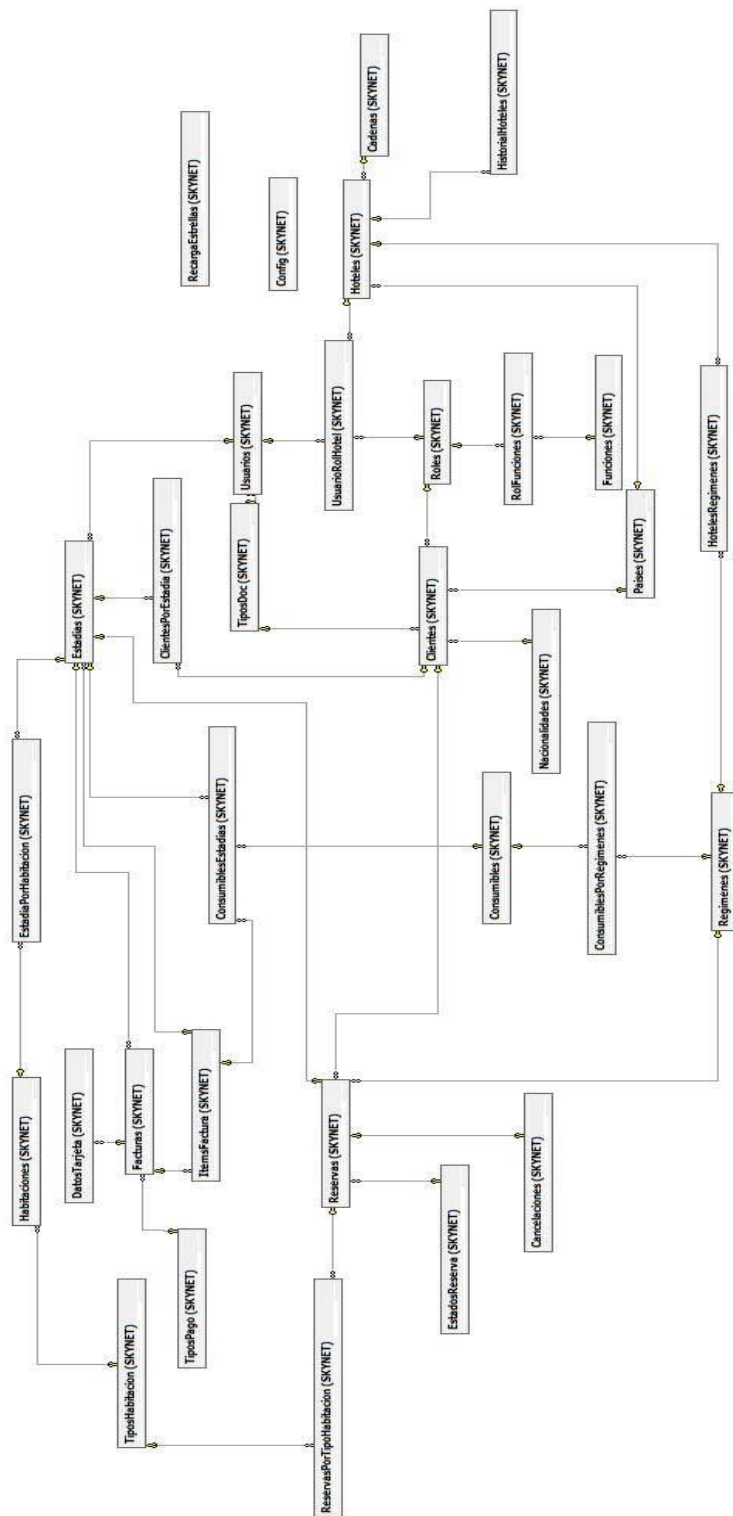 Habitaciones (SKYNET)
EstadiaPorHabitacion (SKYNET)
Estadias (SKYNET)
DatosTarjeta (SKYNET)
TiposHabitacion (SKYNET)
Facturas (SKYNET)
ClientesPorEstadia (SKYNET)
RecargaEstrellas (SKYNET)
TiposPago (SKYNET)
ItemsFactura (SKYNET)
ConsumiblesEstadias (SKYNET)
TiposDoc (SKYNET)
Usuarios (SKYNET)
Config (SKYNET)
ReservasPorTipoHabitacion (SKYNET)
Reservas (SKYNET)
UsuarioRolHotel (SKYNET)
Hoteles (SKYNET)
Cadenas (SKYNET)
EstadosReserva (SKYNET)
Clientes (SKYNET)
Roles (SKYNET)
Consumibles (SKYNET)
HistorialHoteles (SKYNET)
Cancelaciones (SKYNET)
Nacionalidades (SKYNET)
RolFunciones (SKYNET)
ConsumiblesPorRegimenes (SKYNET)
Funciones (SKYNET)
Paises (SKYNET)
Regimenes (SKYNET)
HotelesRegimenes (SKYNET)